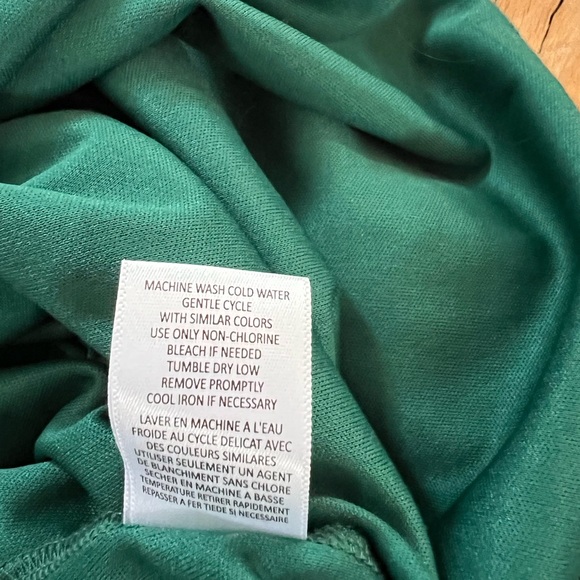 MACHINE WASH COLD WATER
GENTLE CYCLE
WITH SIMILAR COLORS
USE ONLY NON-CHLORINE
BLEACH IF NEEDED
TUMBLE DRY LOW
REMOVE PROMPTLY
COOL IRON IF NECESSARY
LAVER EN MACHINE A L'EAU
FROIDE AU CYCLE DELICAT AVEC
DES COULEURS SIMILARES
UTILISER SEULEMENT UN AGENT
DE BLANCHIMENT SANS CLORE
SECHER EN MACHINE A BASSE
TEMPERATURE RETIRER RAPIDEMENT
REPASSER A FER TIEDE SI NECESSAIRE